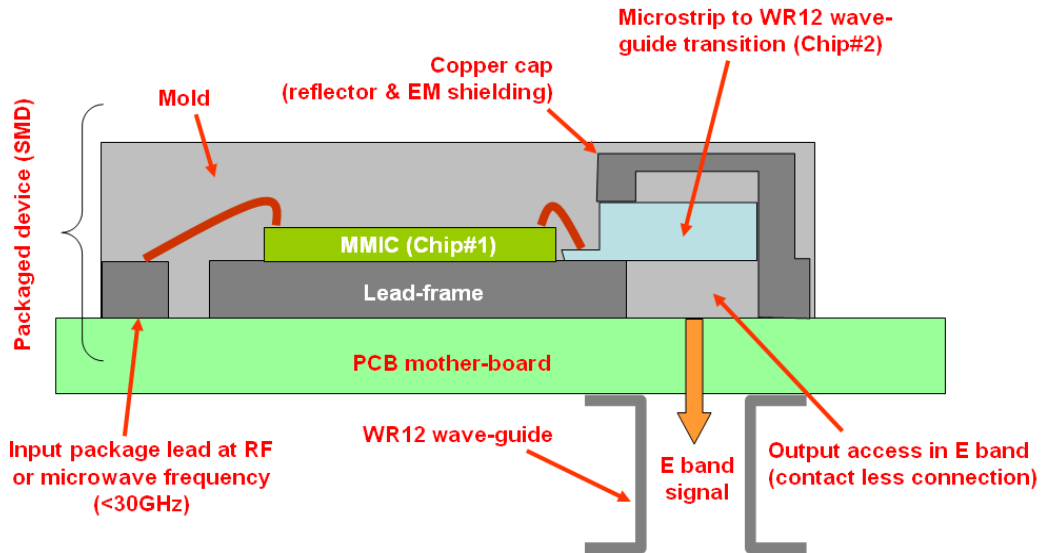 Microstrip to WR12 wave-
guide transition (Chip#2)
Copper cap
(reflector & EM shielding)
Mold
Packaged device (SMD)
MMIC (Chip#1)
Lead-frame
PCB mother-board
Input package lead at RF
or microwave frequency
(<30GHz)
WR12 wave-guide
E band
signal
Output access in E band
(contact less connection)